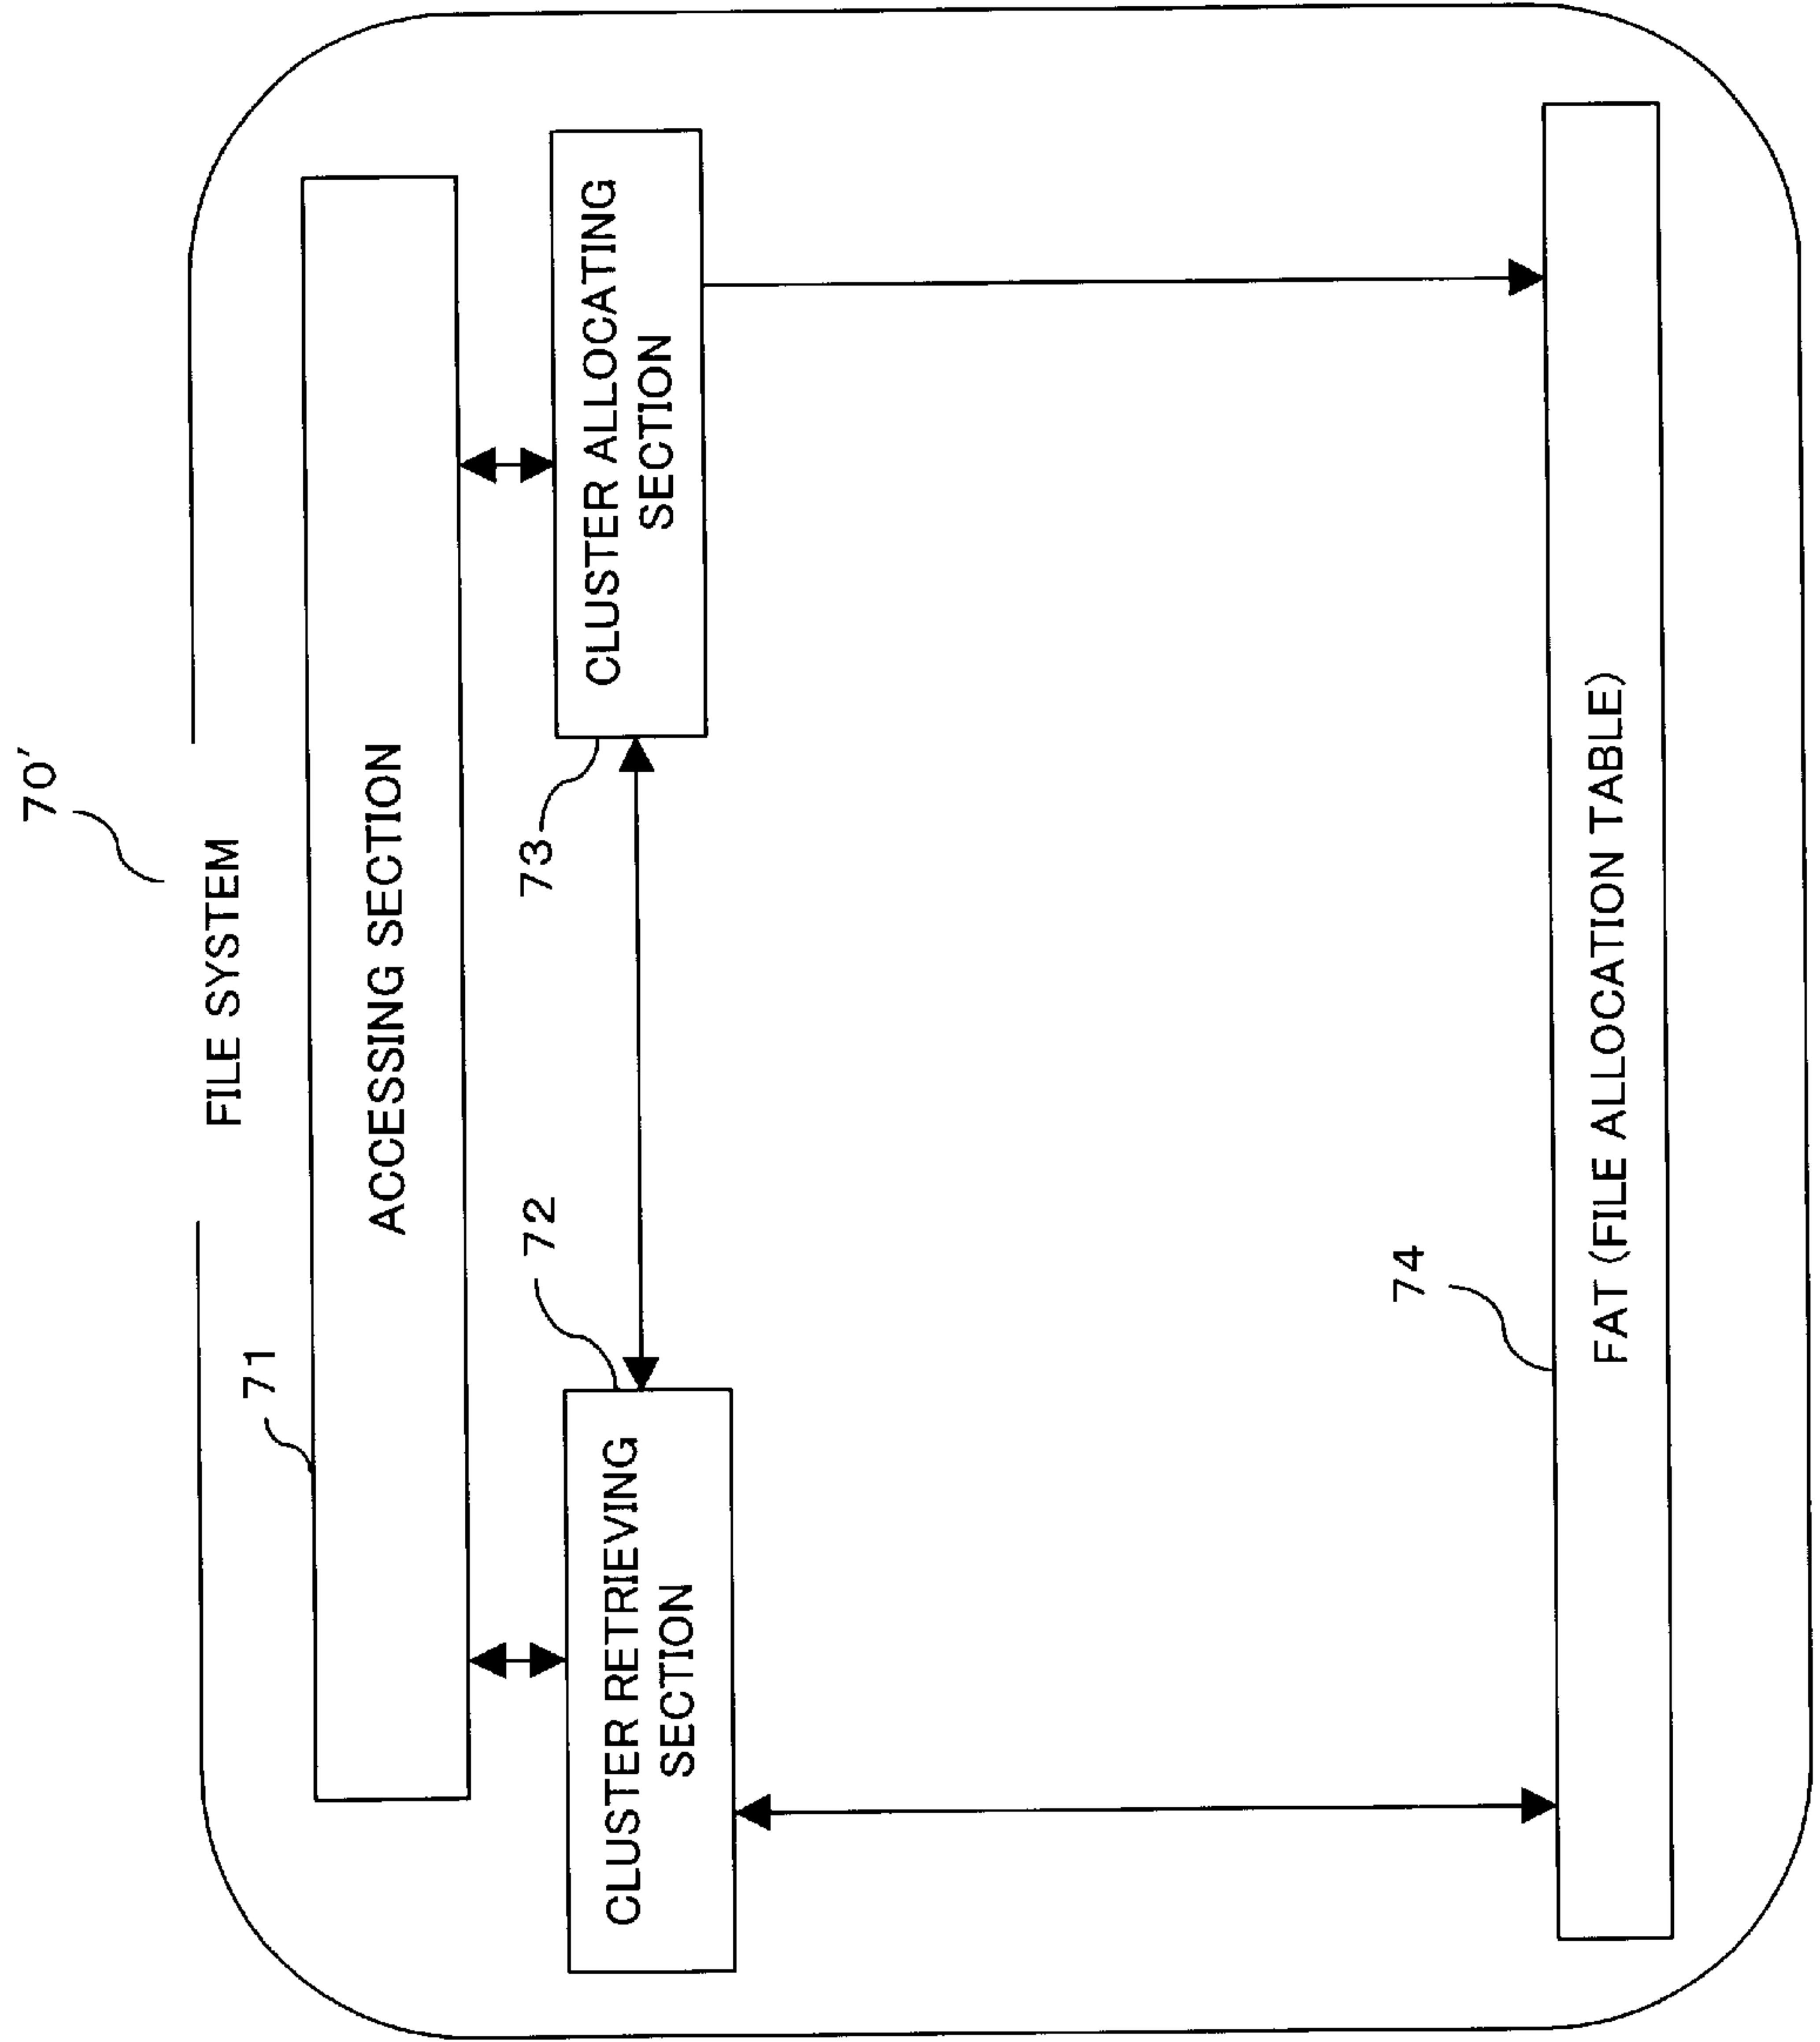 70'
FILE SYSTEM
71
ACCESSING SECTION
72
73
CLUSTER RETRIEVING
SECTION
CLUSTER ALLOCATING
SECTION
74
FAT (FILE ALLOCATION TABLE)